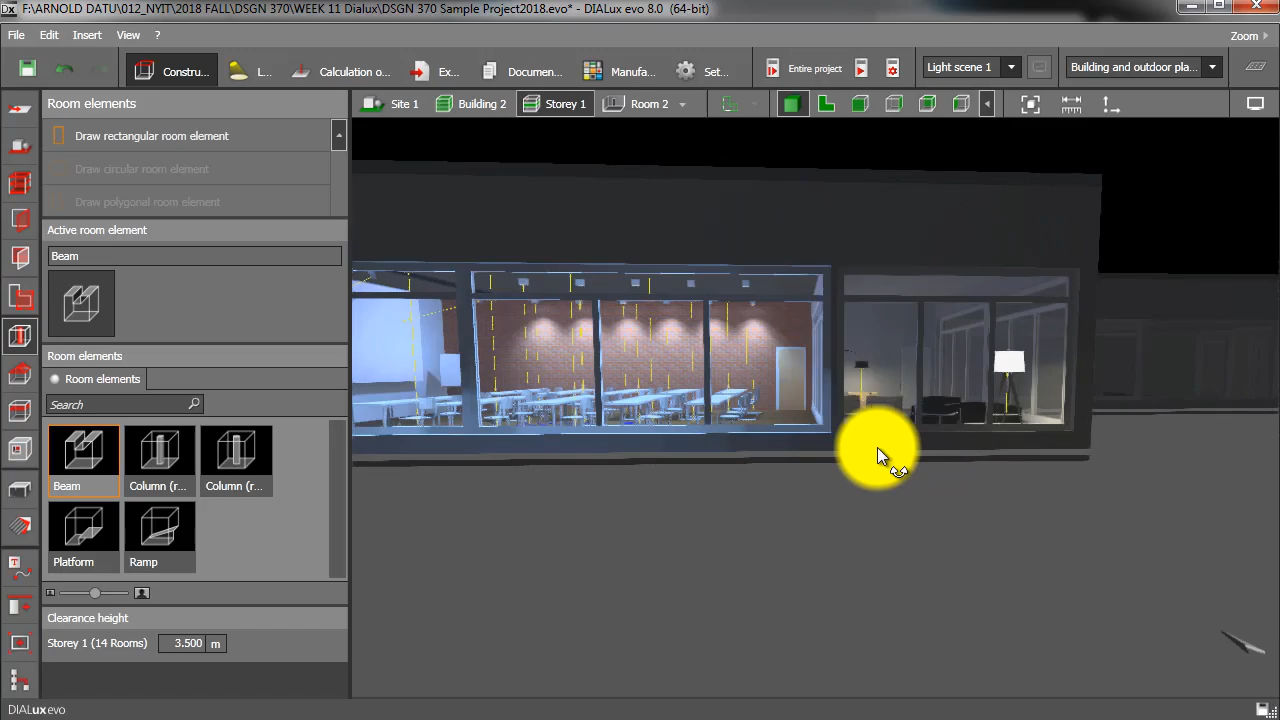 F:\ARNOLD DATU\012_NYIT\2018 FALL\DSGN 370\WEEK 11 Dialux\DSGN 370 Sample Project2018.evo* - DIALux evo 8.0 (64-bit)
File Edit Insert View ? Zoom
Constru... L... Calculation o... Ex... Documen... Manufa... Set... Entire project Light scene 1 Building and outdoor pla...
Room elements Site 1 Building 2 Storey 1 Room 2
Draw rectangular room element
Draw circular room element
Draw polygonal room element
Active room element
Beam
Room elements
Room elements
Search
Beam Column (r... Column (r...
Platform Ramp
Clearance height
Storey 1 (14 Rooms) 3.500 m
DIALux evo